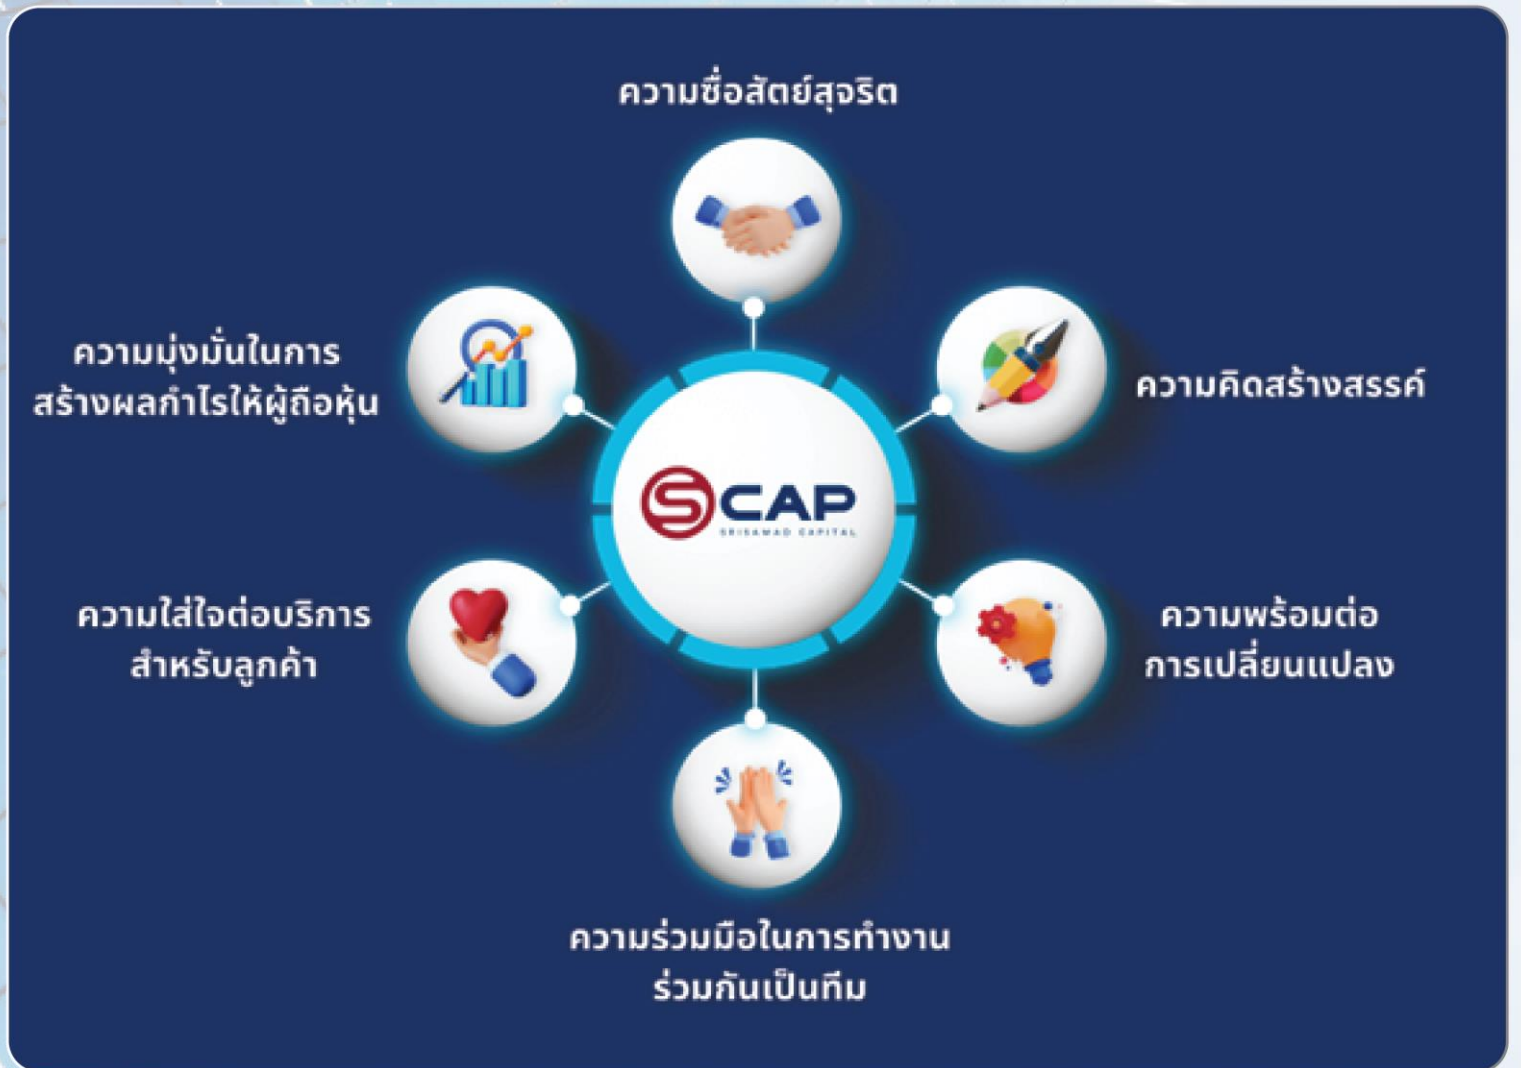 ความซื่อสัตย์สุจริต
ความมุ่งมั่นในการ
สร้างผลกำไรให้ผู้ถือหุ้น
ความคิดสร้างสรรค์
SCAP
SRISAWAD CAPITAL
ความใส่ใจต่อบริการ
สำหรับลูกค้า
ความพร้อมต่อ
การเปลี่ยนแปลง
ความร่วมมือในการทำงาน
ร่วมกันเป็นทีม